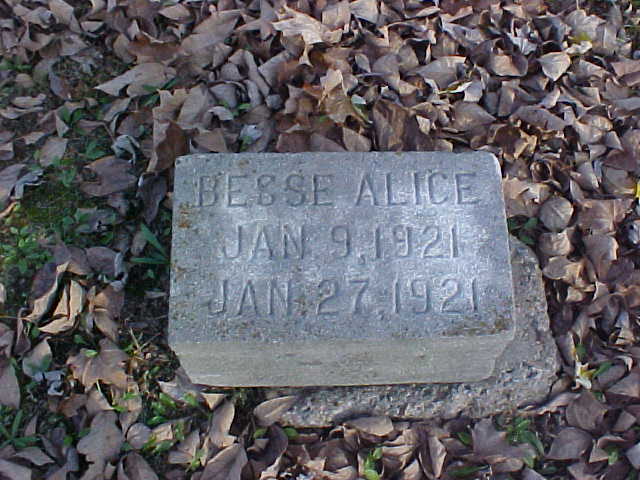 BESSE ALICE
JAN 9, 1921
JAN. 27, 1921